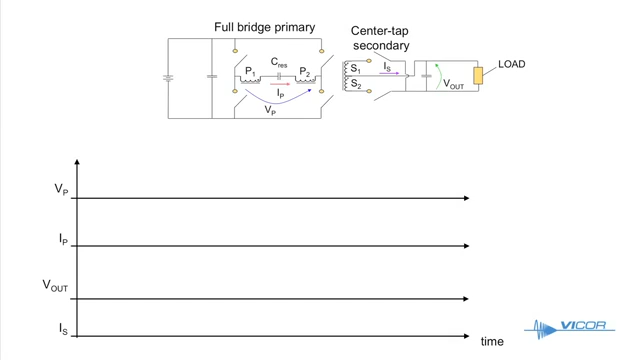 Full bridge primary
Center-tap
secondary
Cres
P1
P2
IP
VP
S1
S2
IS
VOUT
LOAD
VP
IP
VOUT
IS
time
VICOR